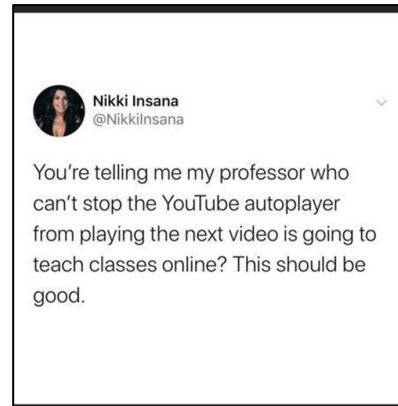 Nikki Insana
@NikkiInsana
You're telling me my professor who
can't stop the YouTube autoplayer
from playing the next video is going to
teach classes online? This should be
good.